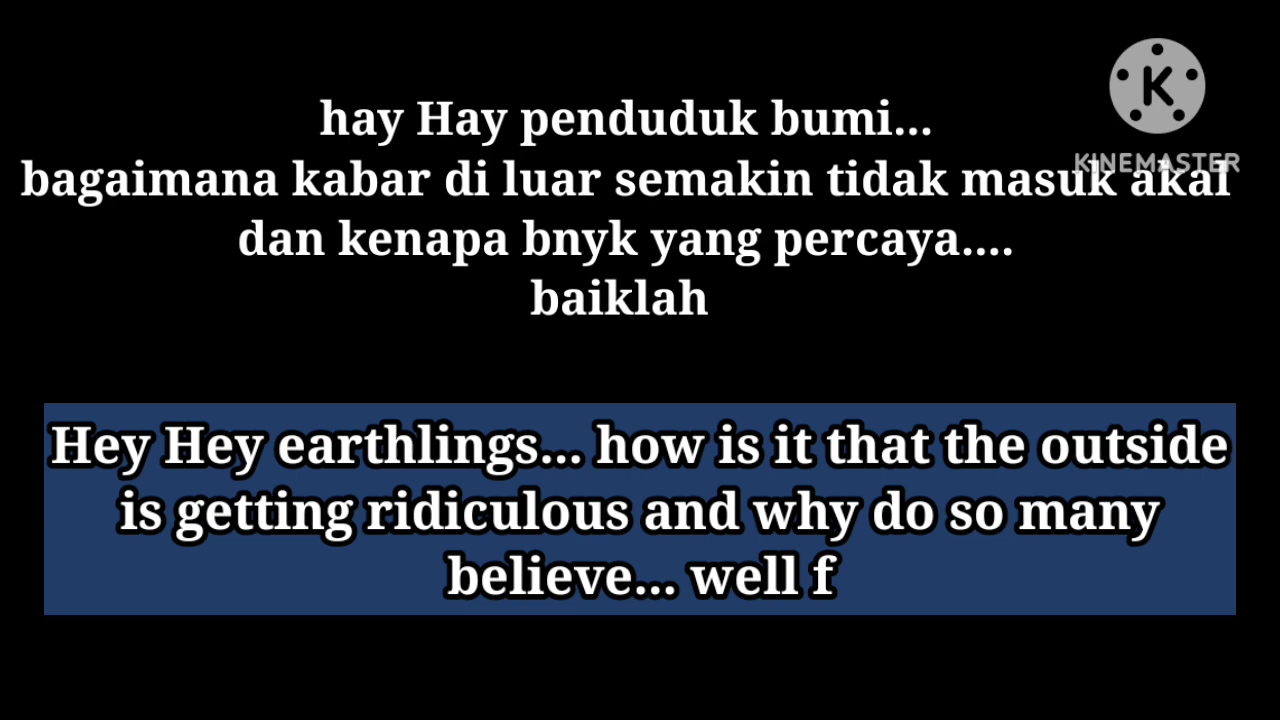 hay Hay penduduk bumi...
bagaimana kabar di luar semakin tidak masuk akal
dan kenapa bnyk yang percaya....
baiklah
K
KINEMASTER
Hey Hey earthlings... how is it that the outside
is getting ridiculous and why do so many
believe... well f